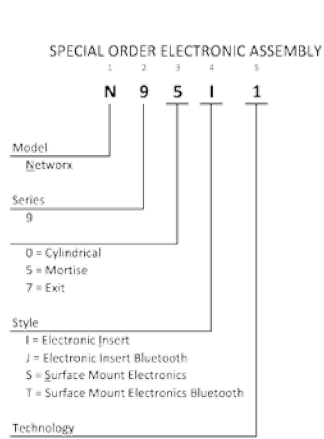 SPECIAL ORDER ELECTRONIC ASSEMBLY
1 2 3 4 5
N 9 5 I 1
Model
Networx
Series
9
0 = Cylindrical
5 = Mortise
7 = Exit
Style
I = Electronic Insert
J = Electronic Insert Bluetooth
S = Surface Mount Electronics
T = Surface Mount Electronics Bluetooth
Technology